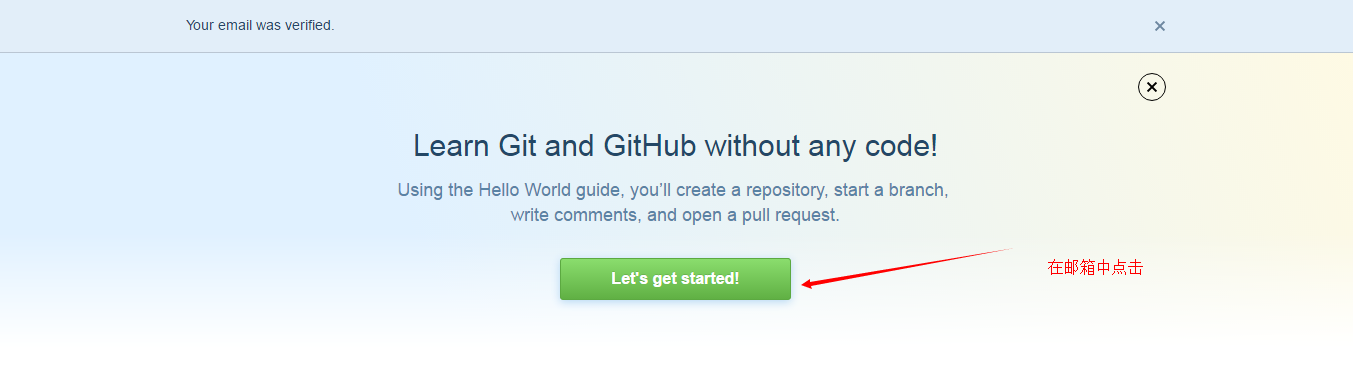 Your email was verified.
Learn Git and GitHub without any code!
Using the Hello World guide, you’ll create a repository, start a branch,
write comments, and open a pull request.
Let's get started!
在邮箱中点击